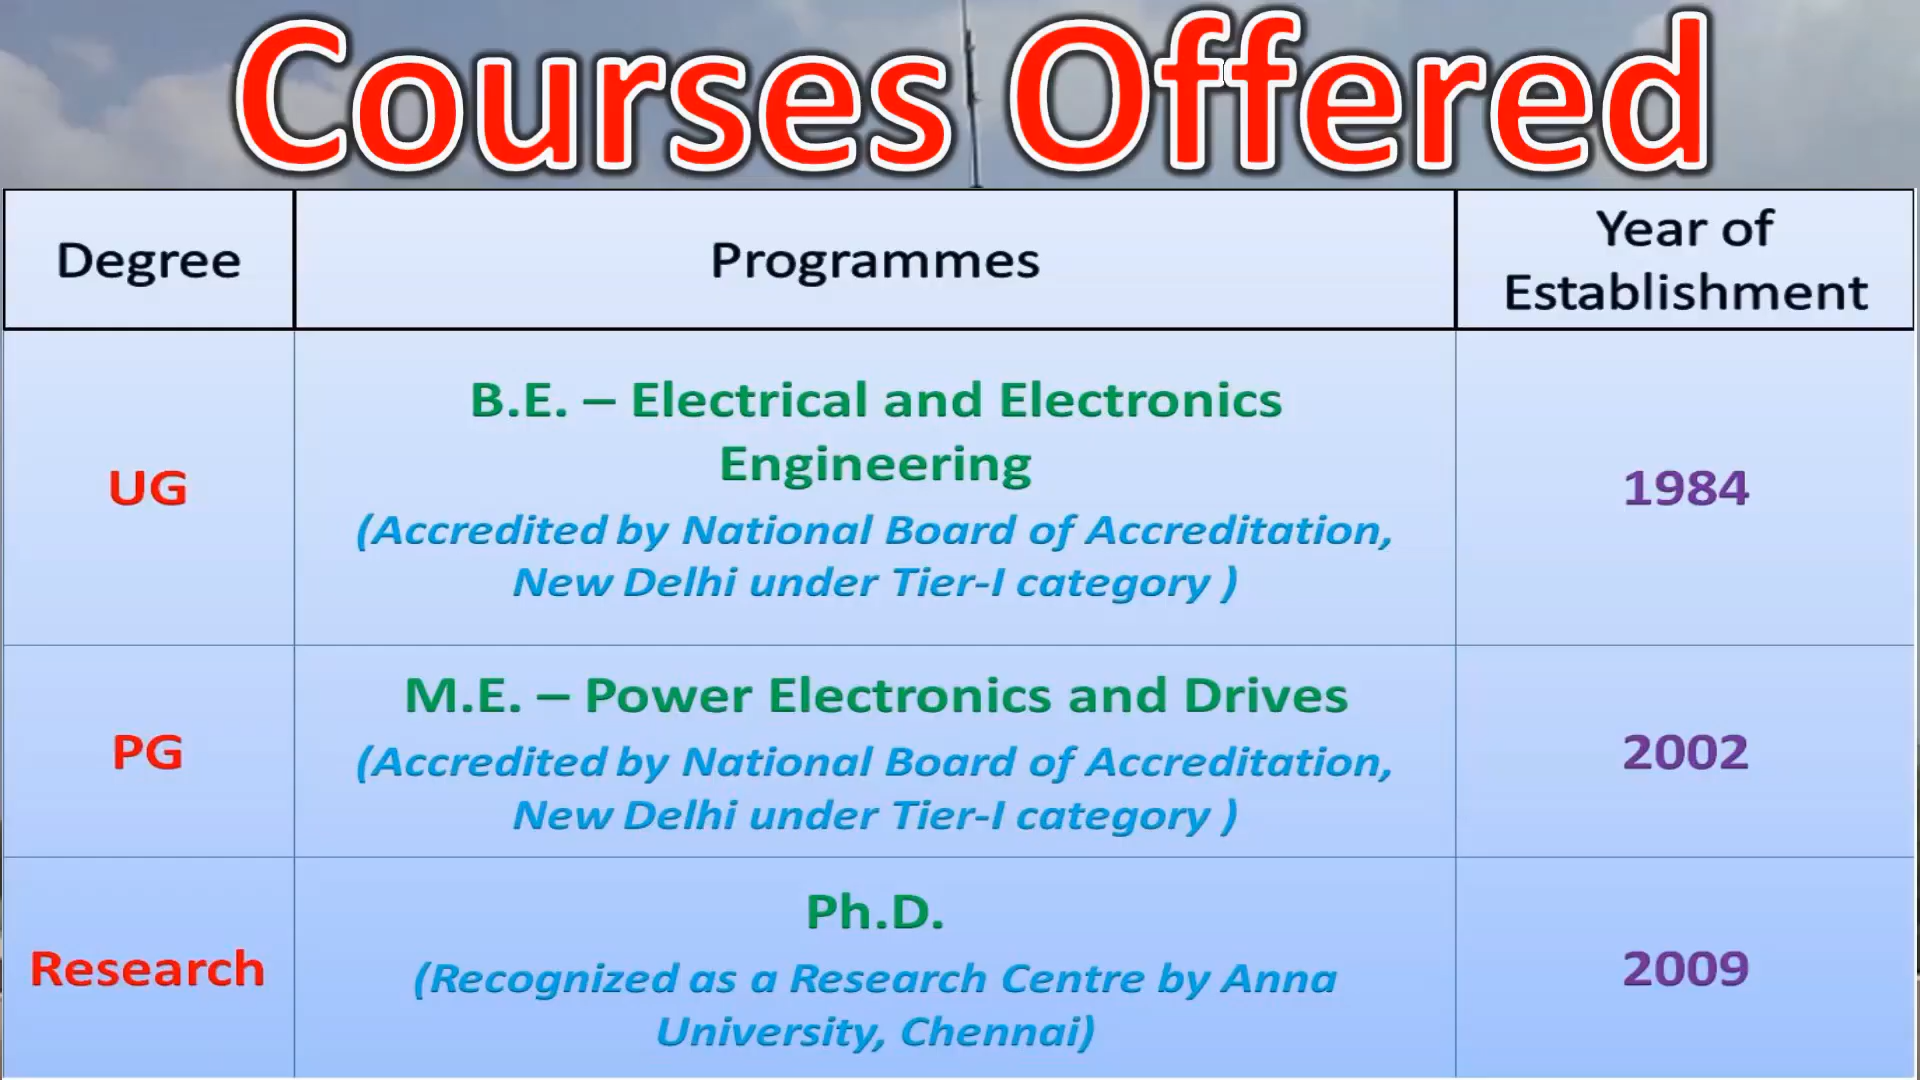 Courses Offered
Degree
Programmes
Year of
Establishment
UG
B.E. – Electrical and Electronics
Engineering
(Accredited by National Board of Accreditation,
New Delhi under Tier-I category )
1984
PG
M.E. – Power Electronics and Drives
(Accredited by National Board of Accreditation,
New Delhi under Tier-I category )
2002
Research
Ph.D.
(Recognized as a Research Centre by Anna
University, Chennai)
2009